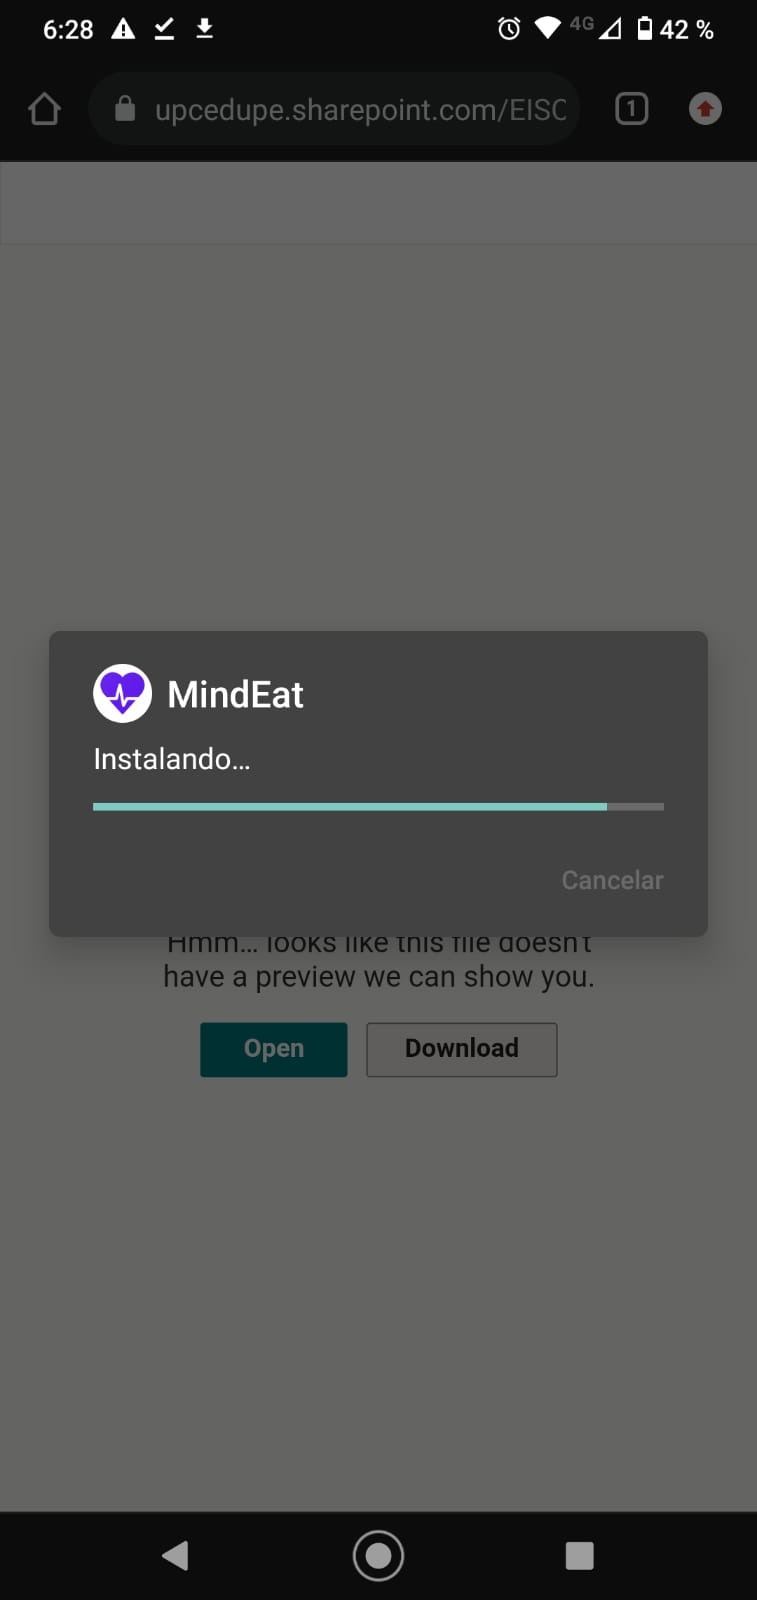 6:28 4G 42 %
upcedupe.sharepoint.com/EISC
1
MindEat
Instalando...
Cancelar
Hmm... looks like this file doesn't
have a preview we can show you.
Open Download